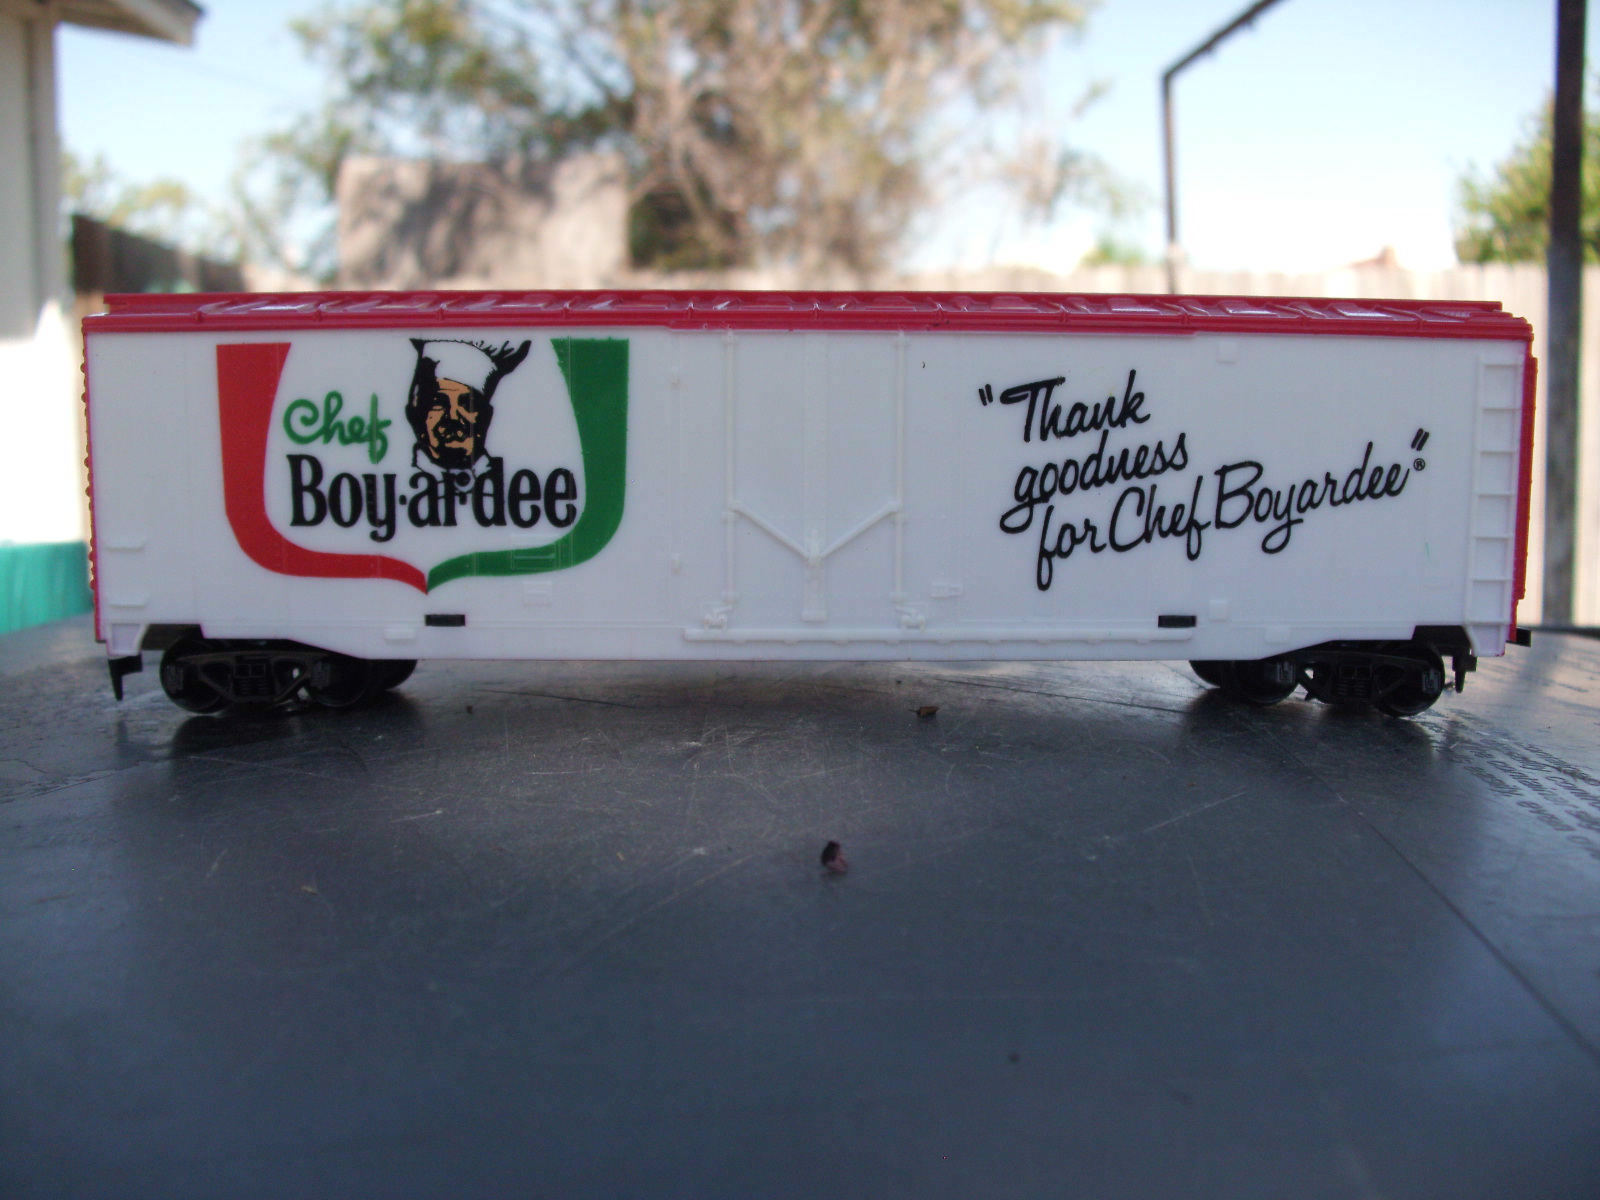 Chef
Boy-ar-dee
"Thank
goodness
for Chef Boyardee"®